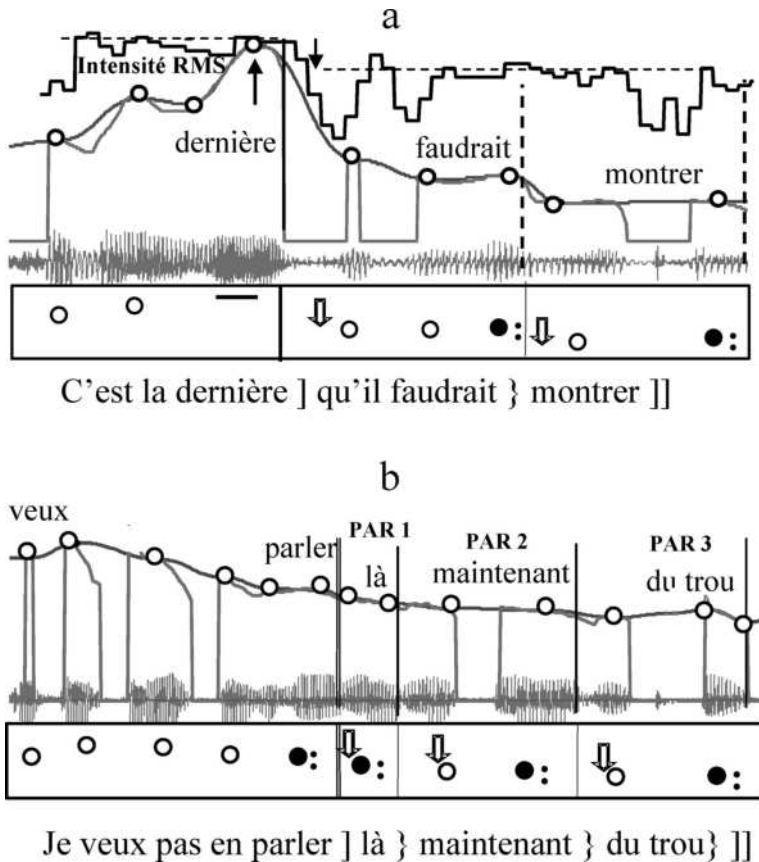 a
Intensité RMS
dernière
faudrait
montrer
C'est la dernière ] qu'il faudrait } montrer ]]
b
veux
parler
PAR 1
là
PAR 2
maintenant
PAR 3
du trou
Je veux pas en parler ] là } maintenant } du trou} ]]